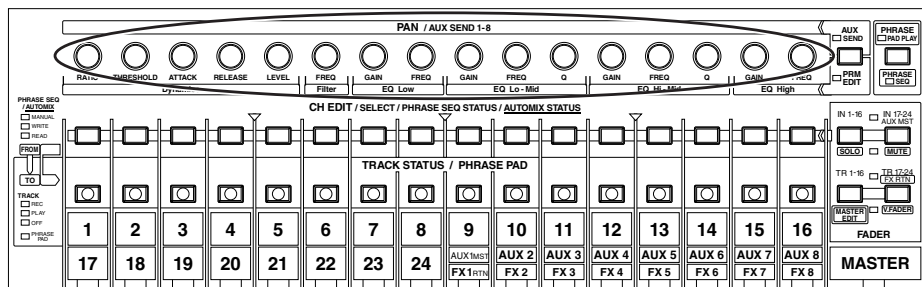 PAN / AUX SEND 1-8
RATIO THRESHOLD ATTACK RELEASE LEVEL FREQ GAIN FREQ GAIN FREQ Q GAIN FREQ Q GAIN FREQ
Dynamics Filter EQ Low EQ Lo - Mid EQ Hi - Mid EQ High
AUX SEND
PRM EDIT
PHRASE
PAD PLAY
PHRASE SEQ
CH EDIT / SELECT / PHRASE SEQ STATUS / AUTOMIX STATUS
PHRASE SEQ
/ AUTOMIX
MANUAL
WRITE
READ
FROM
TO
TRACK
REC
PLAY
OFF
PHRASE PAD
TRACK STATUS / PHRASE PAD
IN 1-16 IN 17-24
AUX MST
SOLO MUTE
TR 1-16 TR 17-24
FX RTN
MASTER EDIT V.FADER
FADER
1 2 3 4 5 6 7 8 9 10 11 12 13 14 15 16
17 18 19 20 21 22 23 24 AUX1MST AUX 2 AUX 3 AUX 4 AUX 5 AUX 6 AUX 7 AUX 8
FX1RTN FX 2 FX 3 FX 4 FX 5 FX 6 FX 7 FX 8
MASTER